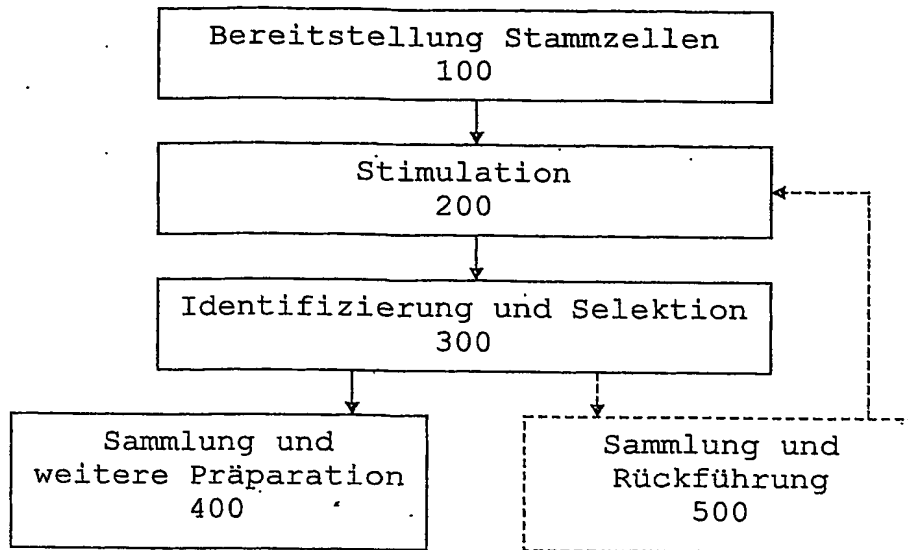 Bereitstellung Stammzellen
100
Stimulation
200
Identifizierung und Selektion
300
Sammlung und
weitere Präparation
400
Sammlung und
Rückführung
500